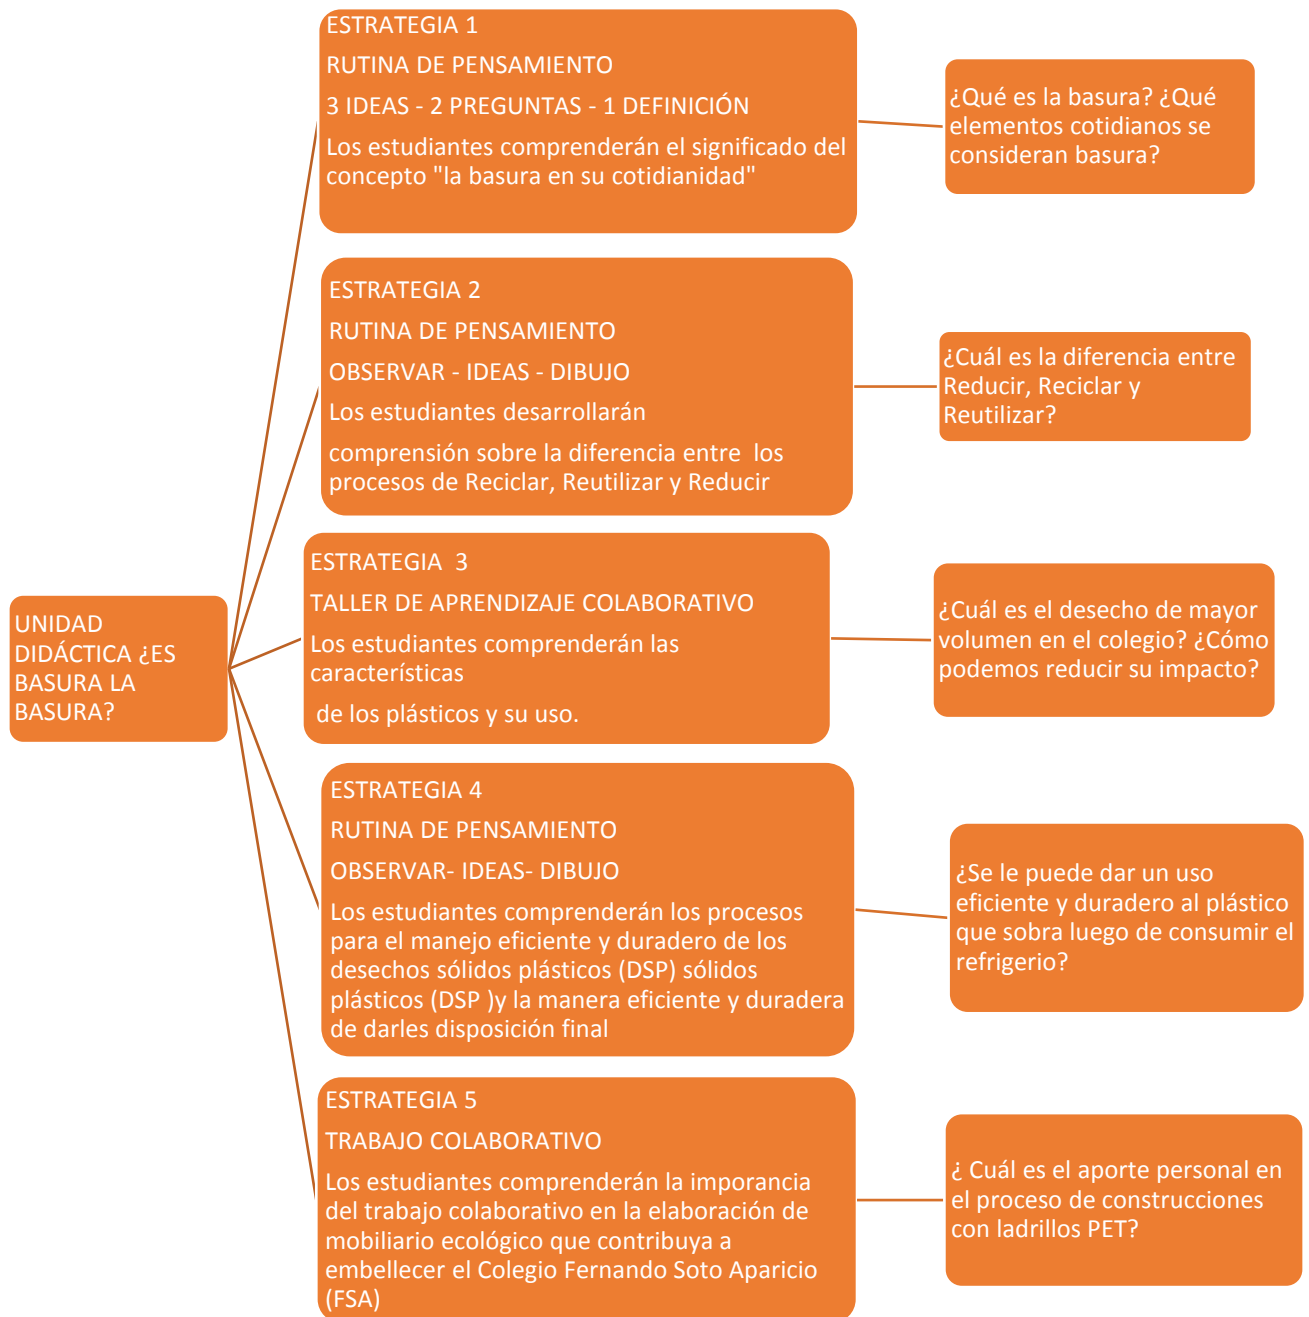 UNIDAD
DIDÁCTICA ¿ES
BASURA LA
BASURA?
ESTRATEGIA 1
RUTINA DE PENSAMIENTO
3 IDEAS - 2 PREGUNTAS - 1 DEFINICIÓN
Los estudiantes comprenderán el significado del
concepto "la basura en su cotidianidad"
¿Qué es la basura? ¿Qué
elementos cotidianos se
consideran basura?
ESTRATEGIA 2
RUTINA DE PENSAMIENTO
OBSERVAR - IDEAS - DIBUJO
Los estudiantes desarrollarán
comprensión sobre la diferencia entre  los
procesos de Reciclar, Reutilizar y Reducir
¿Cuál es la diferencia entre
Reducir, Reciclar y
Reutilizar?
ESTRATEGIA  3
TALLER DE APRENDIZAJE COLABORATIVO
Los estudiantes comprenderán las
características
de los plásticos y su uso.
¿Cuál es el desecho de mayor
volumen en el colegio? ¿Cómo
podemos reducir su impacto?
ESTRATEGIA 4
RUTINA DE PENSAMIENTO
OBSERVAR- IDEAS- DIBUJO
Los estudiantes comprenderán los procesos
para el manejo eficiente y duradero de los
desechos sólidos plásticos (DSP) sólidos
plásticos (DSP )y la manera eficiente y duradera
de darles disposición final
¿Se le puede dar un uso
eficiente y duradero al plástico
que sobra luego de consumir el
refrigerio?
ESTRATEGIA 5
TRABAJO COLABORATIVO
Los estudiantes comprenderán la imporancia
del trabajo colaborativo en la elaboración de
mobiliario ecológico que contribuya a
embellecer el Colegio Fernando Soto Aparicio
(FSA)
¿ Cuál es el aporte personal en
el proceso de construcciones
con ladrillos PET?